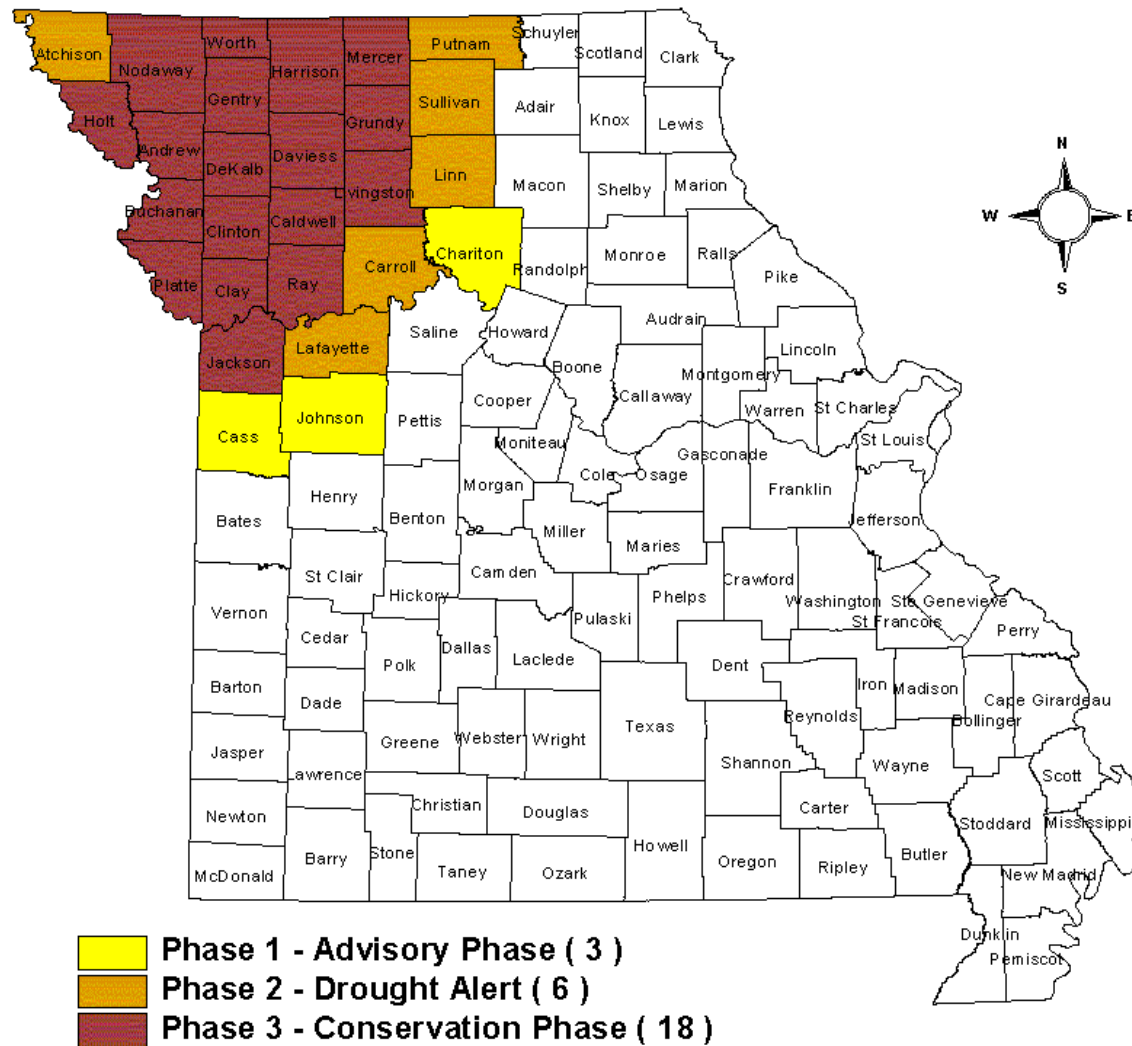 Schuyler
Scotland
Clark
Putnam
Worth
Mercer
Atchison
Nodaway
Harrison
Gentry
Sullivan
Adair
Knox
Lewis
Holt
Grundy
Andrew
Daviess
DeKalb
Linn
Macon
Shelby
Marion
Livingston
Buchanan
Caldwell
Clinton
Chariton
Monroe
Ralls
Randolph
Pike
Carroll
Platte
Clay
Ray
Audrain
Saline
Howard
Lafayette
Lincoln
Jackson
Boone
Montgomery
Callaway
Cooper
Warren
St Charles
Johnson
Pettis
Cass
Moniteau
St Louis
Gasconade
Cole
Osage
Morgan
Franklin
Henry
Bates
Benton
Miller
Jefferson
Maries
St Clair
Camden
Crawford
Hickory
Phelps
Washington
Ste Genevieve
Vernon
Pulaski
St Francois
Perry
Cedar
Dallas
Polk
Laclede
Dent
Barton
Iron
Madison
Dade
Cape Girardeau
Reynolds
Bollinger
Texas
Greene
Webster
Wright
Jasper
Shannon
Wayne
Lawrence
Scott
Christian
Douglas
Carter
Newton
Stoddard
Mississippi
Howell
Stone
Barry
Butler
Oregon
Ripley
McDonald
Taney
Ozark
New Madrid
Dunklin
Pemiscot
N
W
E
S
Phase 1 - Advisory Phase ( 3 )
Phase 2 - Drought Alert ( 6 )
Phase 3 - Conservation Phase ( 18 )